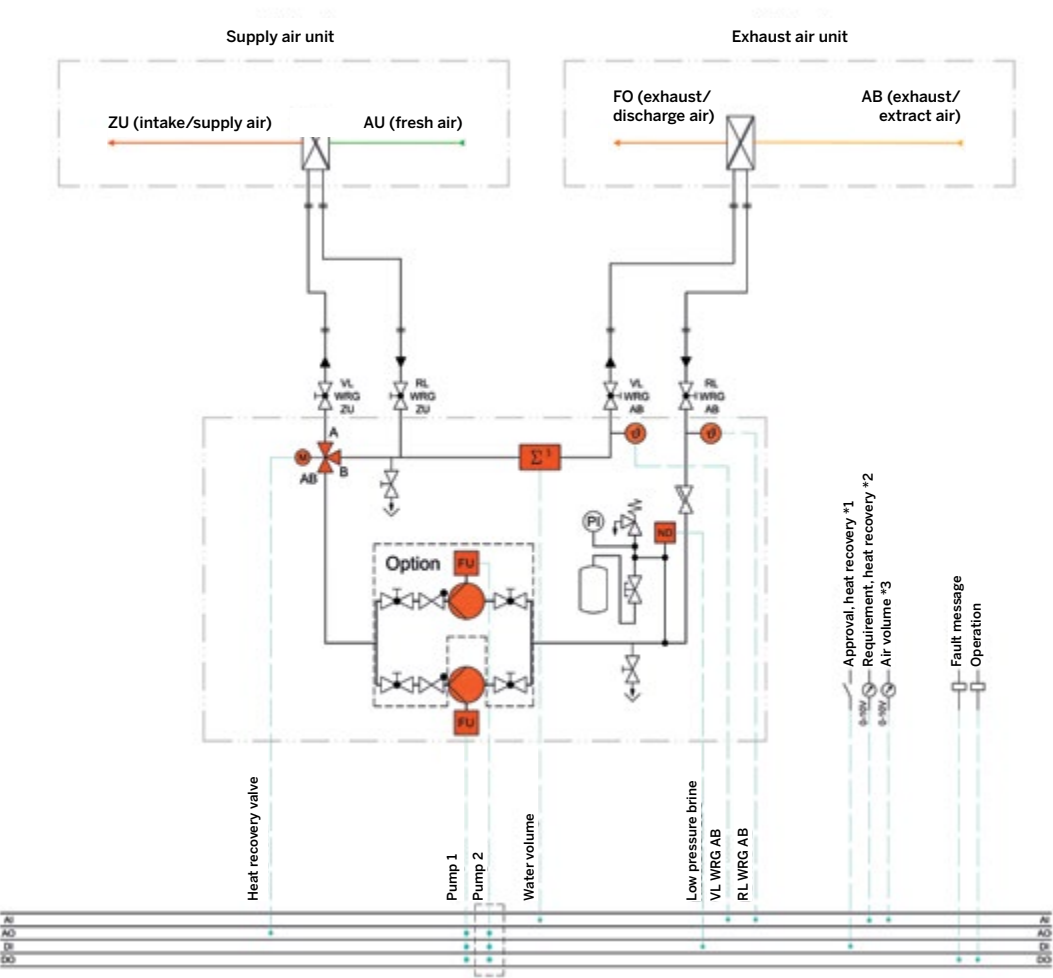 Supply air unit
Exhaust air unit
ZU (intake/supply air)
AU (fresh air)
FO (exhaust/
discharge air)
AB (exhaust/
extract air)
VL
WRG
ZU
RL
WRG
ZU
VL
WRG
AB
RL
WRG
AB
A
M
AB
B
Σ³
ϑ
ϑ
PI
ND
Option
FU
FU
Heat recovery valve
Pump 1
Pump 2
Water volume
Low pressure brine
VL WRG AB
RL WRG AB
Approval, heat recovery *1
Requirement, heat recovery *2
Air volume *3
0-10V
0-10V
Fault message
Operation
AI
AO
DI
DO
AI
AO
DI
DO